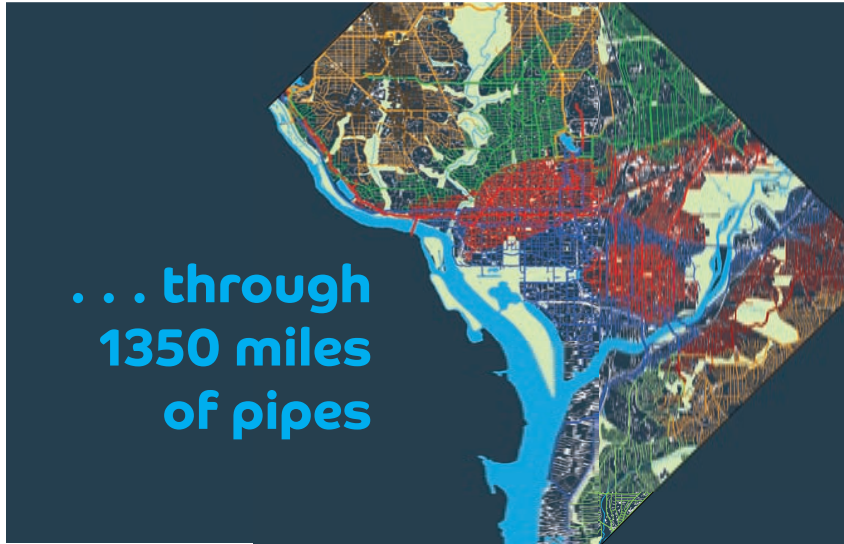 . . . through
1350 miles
of pipes